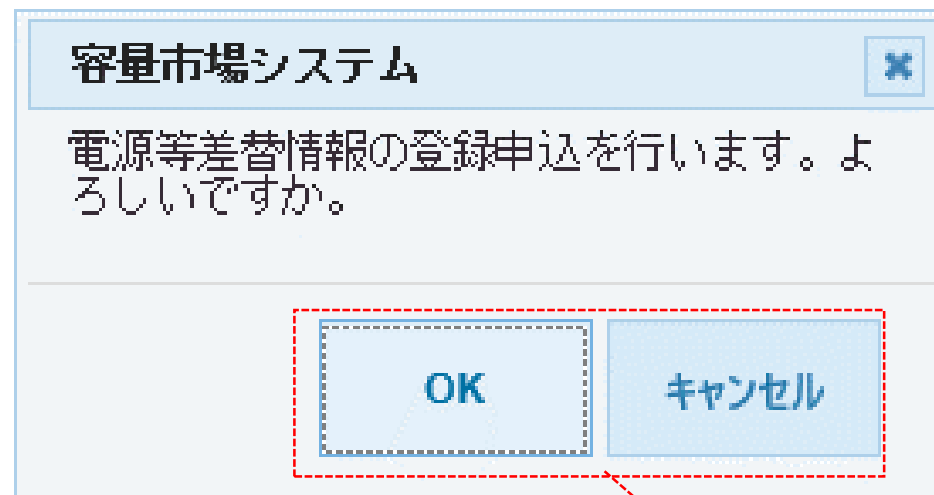 容量市場システム
電源等差替情報の登録申込を行います。よ
ろしいですか。
OK
キャンセル